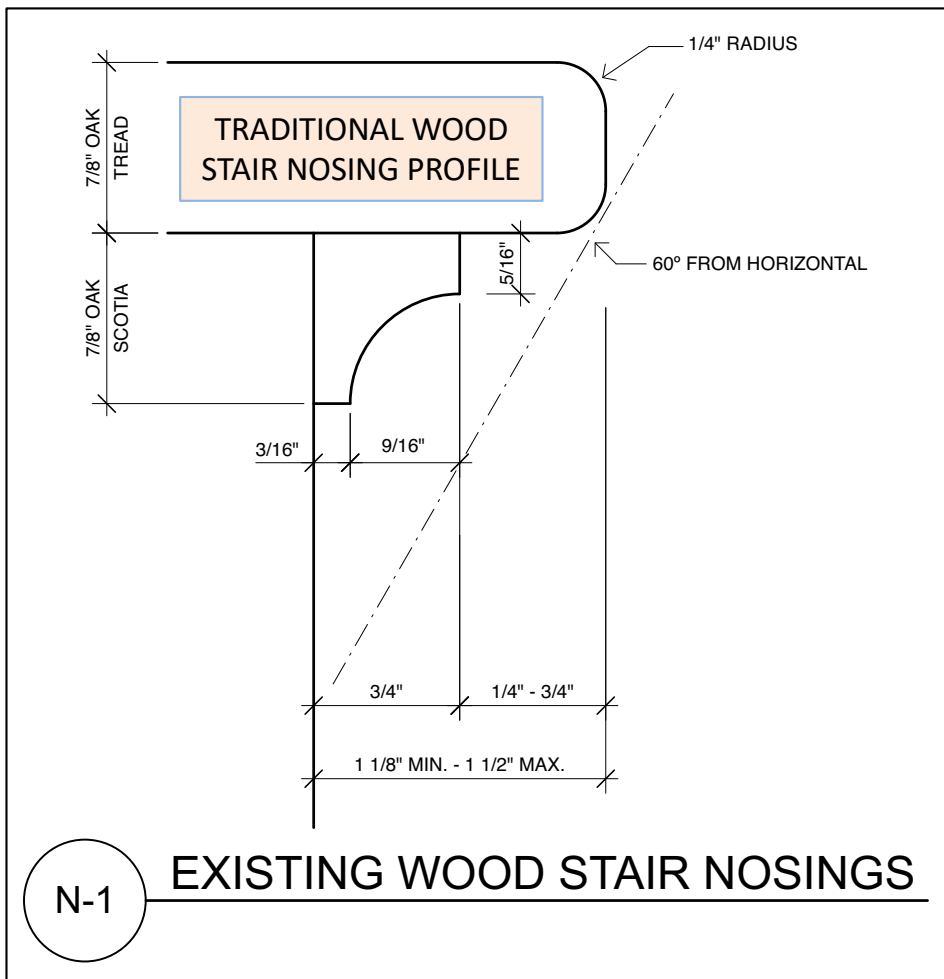 1/4" RADIUS
7/8" OAK
TREAD
TRADITIONAL WOOD
STAIR NOSING PROFILE
5/16"
60º FROM HORIZONTAL
7/8" OAK
SCOTIA
3/16"
9/16"
3/4"
1/4" - 3/4"
1 1/8" MIN. - 1 1/2" MAX.
N-1
EXISTING WOOD STAIR NOSINGS